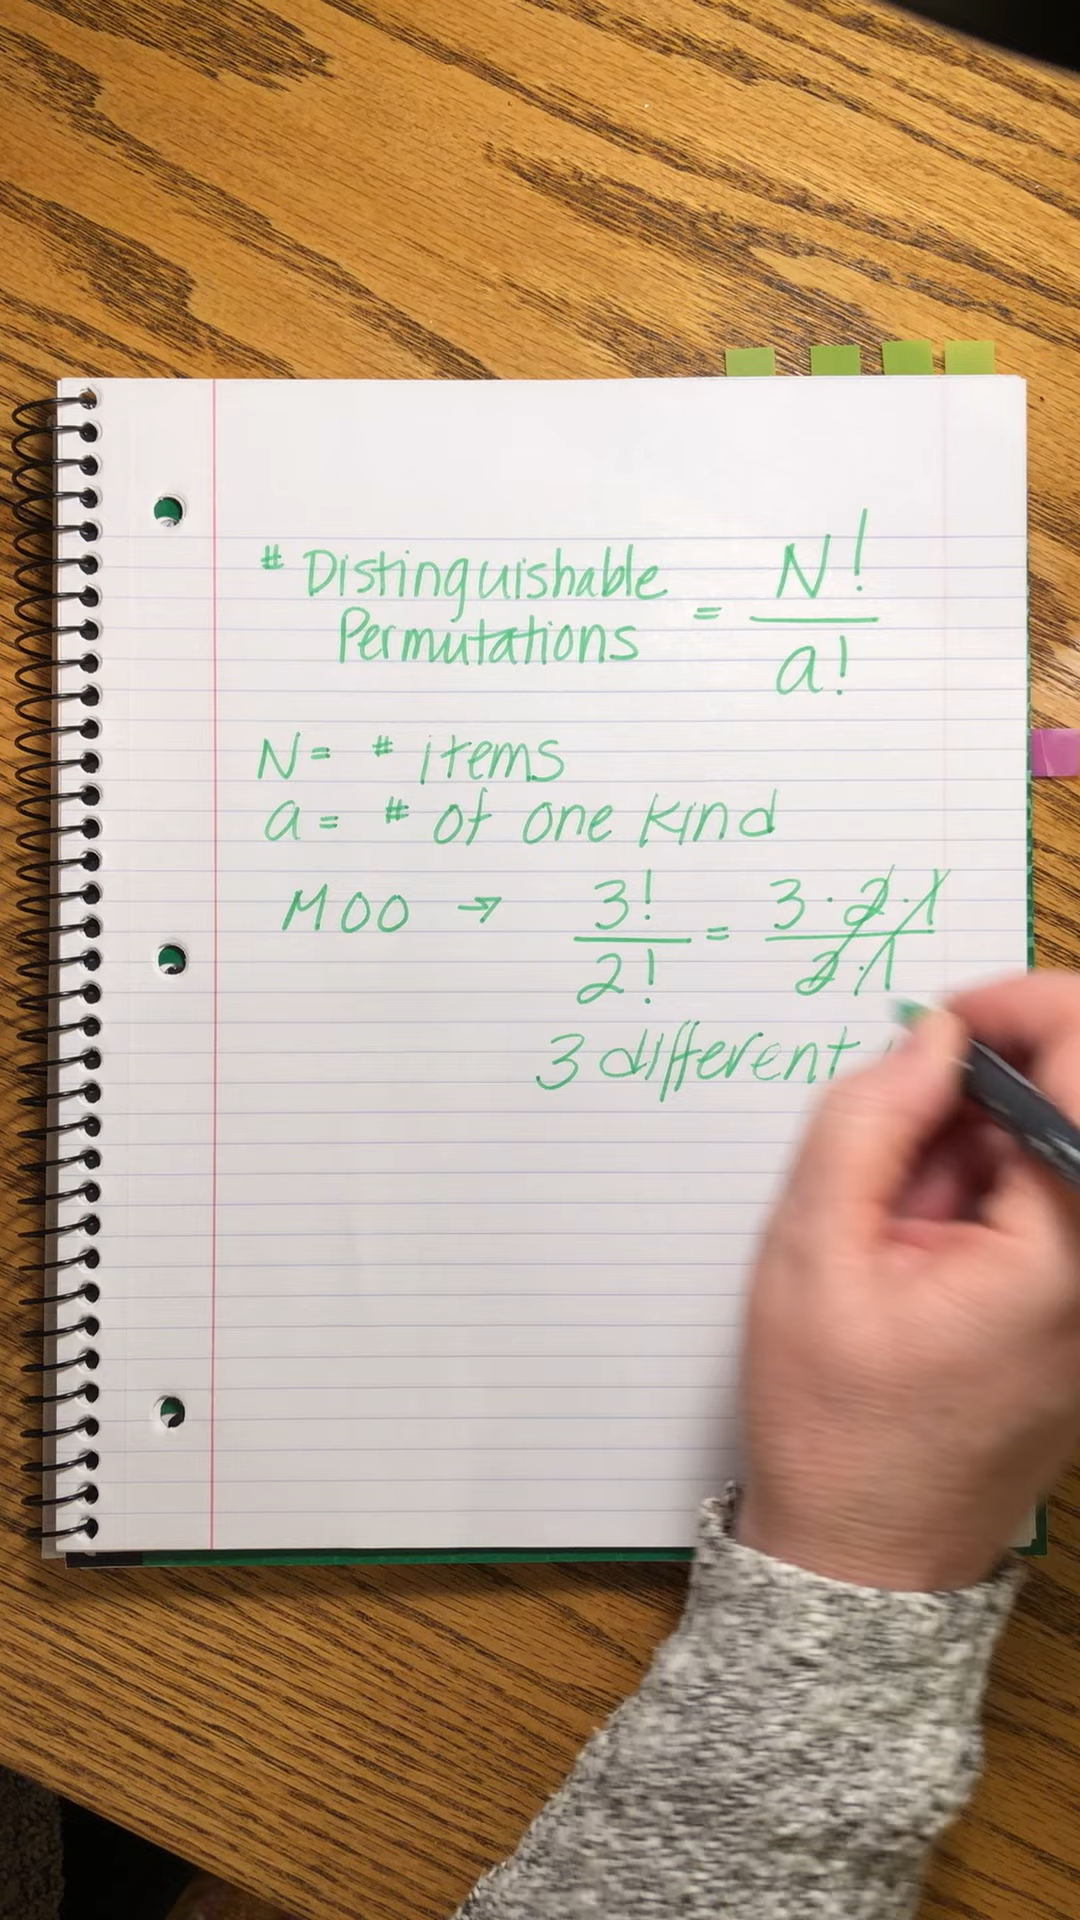 # Distinguishable
Permutations = N! / a!
N = # items
a = # of one kind
MOO → 3! / 2! = 3 · 2 · 1 / 2 · 1
3 different